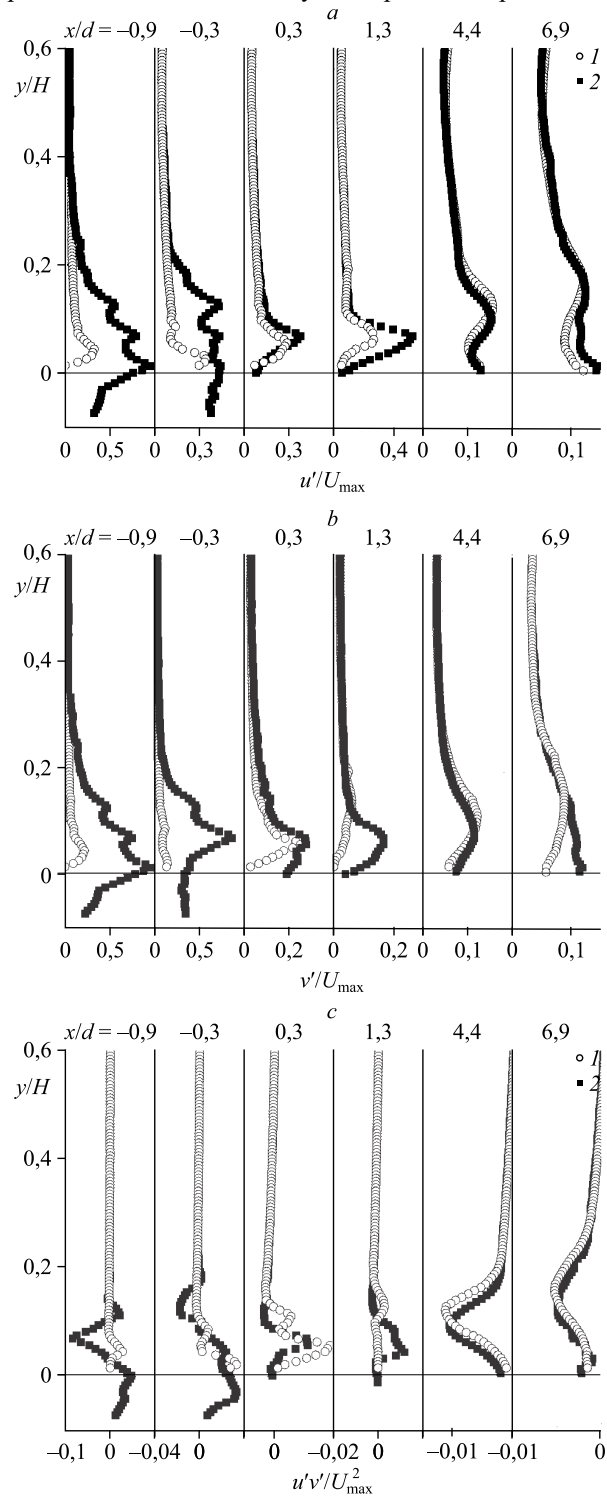 a
x/d = –0,9 –0,3 0,3 1,3 4,4 6,9
0,6
y/H
1
2
0,4
0,2
0
0 0,5 0 0,3 0 0,3 0 0,4 0 0,1 0 0,1
u′/Umax
b
x/d = –0,9 –0,3 0,3 1,3 4,4 6,9
0,6
y/H
0,4
0,2
0
0 0,5 0 0,5 0 0,2 0 0,2 0 0,1 0 0,1
v′/Umax
c
x/d = –0,9 –0,3 0,3 1,3 4,4 6,9
0,6
y/H
1
2
0,4
0,2
0
–0,1 0 –0,04 0 0 –0,02 0 –0,01 –0,01 0
u′v′/U²max